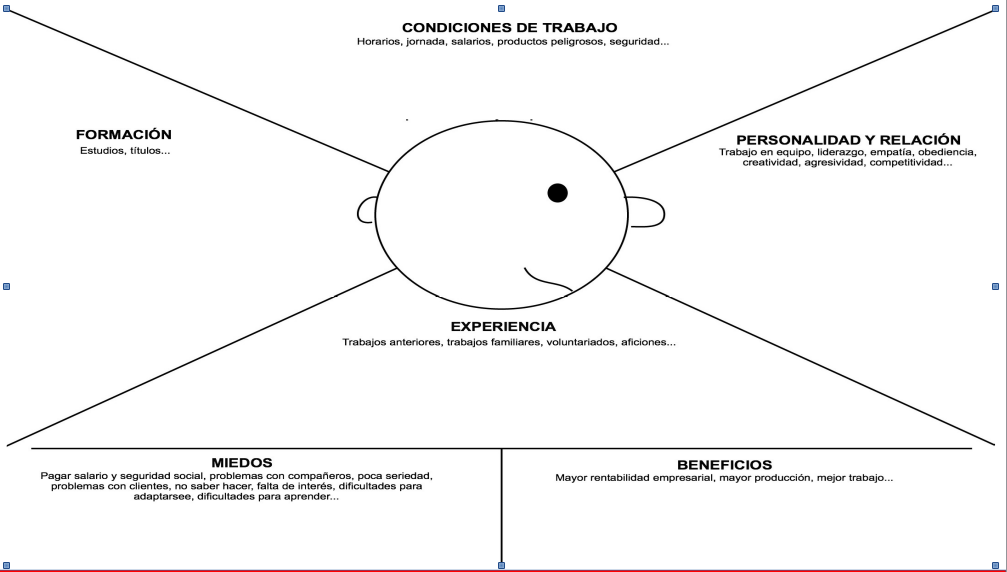 CONDICIONES DE TRABAJO
Horarios, jornada, salarios, productos peligrosos, seguridad...
FORMACIÓN
Estudios, títulos...
PERSONALIDAD Y RELACIÓN
Trabajo en equipo, liderazgo, empatía, obediencia,
creatividad, agresividad, competitividad...
EXPERIENCIA
Trabajos anteriores, trabajos familiares, voluntariados, aficiones...
MIEDOS
Pagar salario y seguridad social, problemas con compañeros, poca seriedad,
problemas con clientes, no saber hacer, falta de interés, dificultades para
adaptarsee, dificultades para aprender...
BENEFICIOS
Mayor rentabilidad empresarial, mayor producción, mejor trabajo...